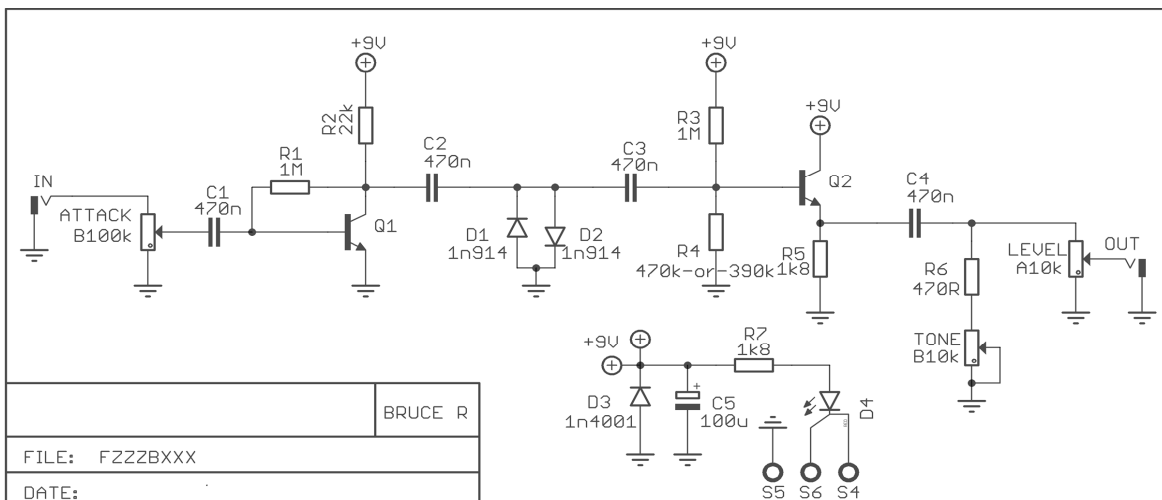 +9V
+9V
+9V
R2
22k
R3
1M
C2
470n
C3
470n
R1
1M
IN
ATTACK
B100k
C1
470n
Q1
Q2
C4
470n
D1
1n914
D2
1n914
R4
470k-or-390k
R5
1k8
R6
470R
LEVEL
A10k
OUT
TONE
B10k
+9V
R7
1k8
D3
1n4001
+
C5
100u
D4
S5
S6
S4
BRUCE R
FILE: FZZZBXXX
DATE: